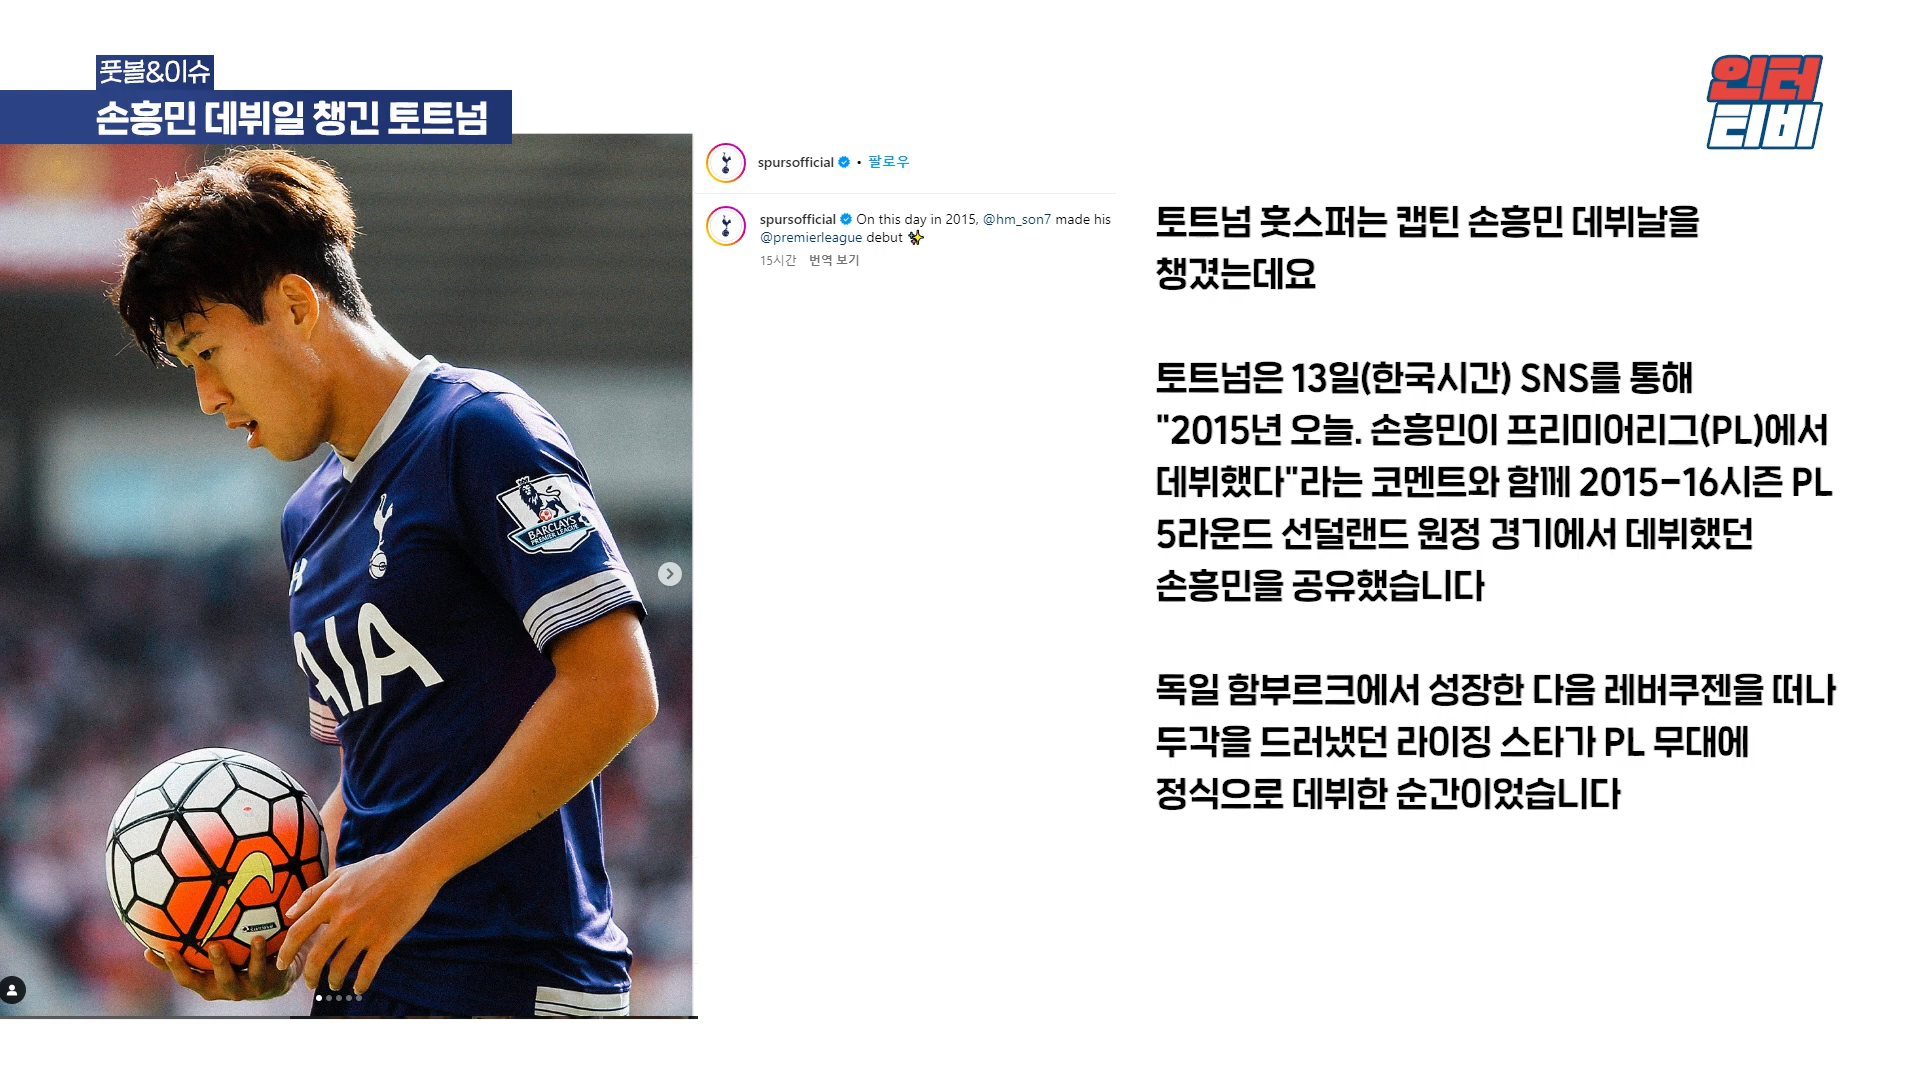 풋볼&이슈
손흥민 데뷔일 챙긴 토트넘
인터
티비
spursofficial • 팔로우
spursofficial On this day in 2015, @hm_son7 made his
@premierleague debut ✨
15시간 번역 보기
토트넘 훗스퍼는 캡틴 손흥민 데뷔날을
챙겼는데요
토트넘은 13일(한국시간) SNS를 통해
"2015년 오늘. 손흥민이 프리미어리그(PL)에서
데뷔했다"라는 코멘트와 함께 2015-16시즌 PL
5라운드 선덜랜드 원정 경기에서 데뷔했던
손흥민을 공유했습니다
독일 함부르크에서 성장한 다음 레버쿠젠을 떠나
두각을 드러냈던 라이징 스타가 PL 무대에
정식으로 데뷔한 순간이었습니다
BARCLAYS
PREMIER LEAGUE
AIA